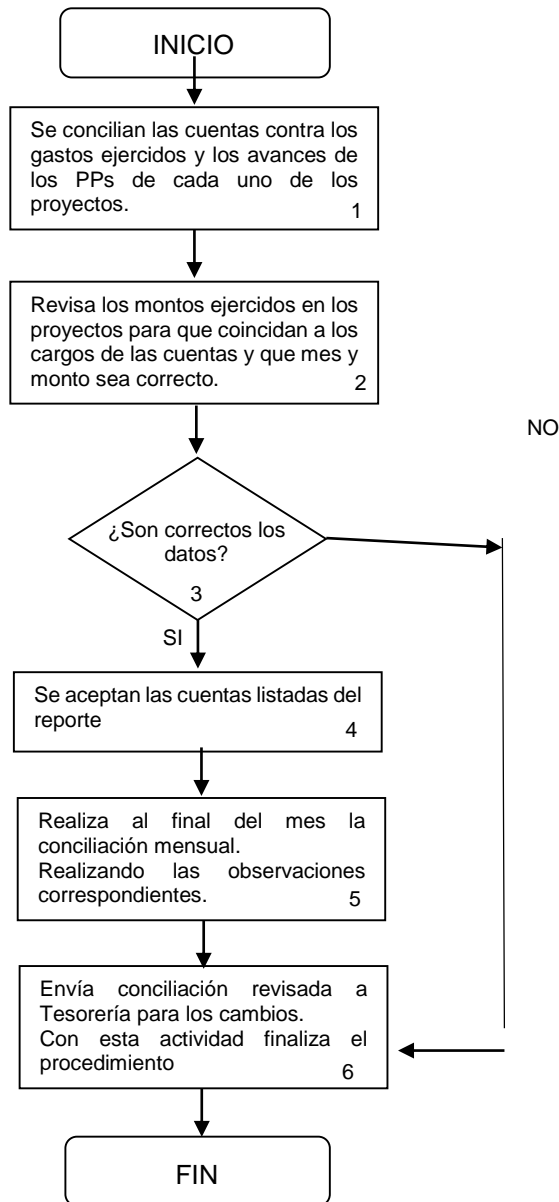 INICIO
Se concilian las cuentas contra los
gastos ejercidos y los avances de
los PPs de cada uno de los
proyectos.
1
Revisa los montos ejercidos en los
proyectos para que coincidan a los
cargos de las cuentas y que mes y
monto sea correcto.
2
NO
¿Son correctos los
datos?
3
SI
Se aceptan las cuentas listadas del
reporte
4
Realiza al final del mes la
conciliación mensual.
Realizando las observaciones
correspondientes.
5
Envía conciliación revisada a
Tesorería para los cambios.
Con esta actividad finaliza el
procedimiento
6
FIN